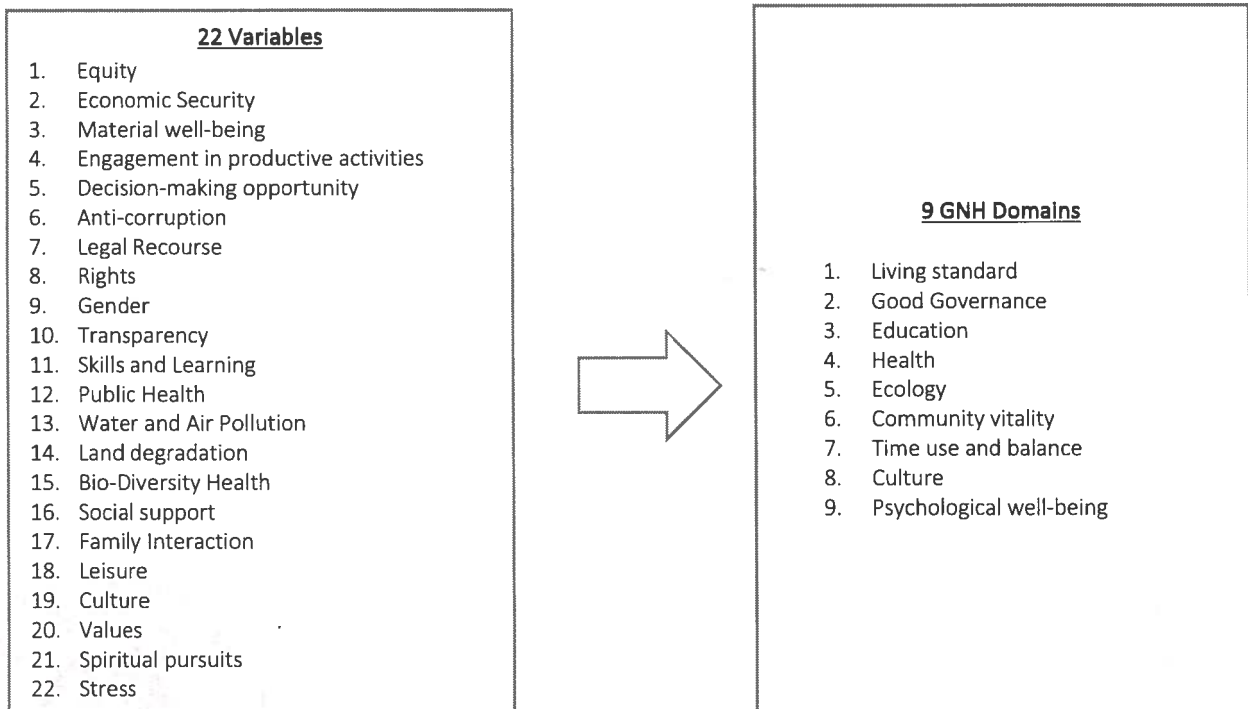 22 Variables
1. Equity
2. Economic Security
3. Material well-being
4. Engagement in productive activities
5. Decision-making opportunity
6. Anti-corruption
7. Legal Recourse
8. Rights
9. Gender
10. Transparency
11. Skills and Learning
12. Public Health
13. Water and Air Pollution
14. Land degradation
15. Bio-Diversity Health
16. Social support
17. Family Interaction
18. Leisure
19. Culture
20. Values
21. Spiritual pursuits
22. Stress
9 GNH Domains
1. Living standard
2. Good Governance
3. Education
4. Health
5. Ecology
6. Community vitality
7. Time use and balance
8. Culture
9. Psychological well-being